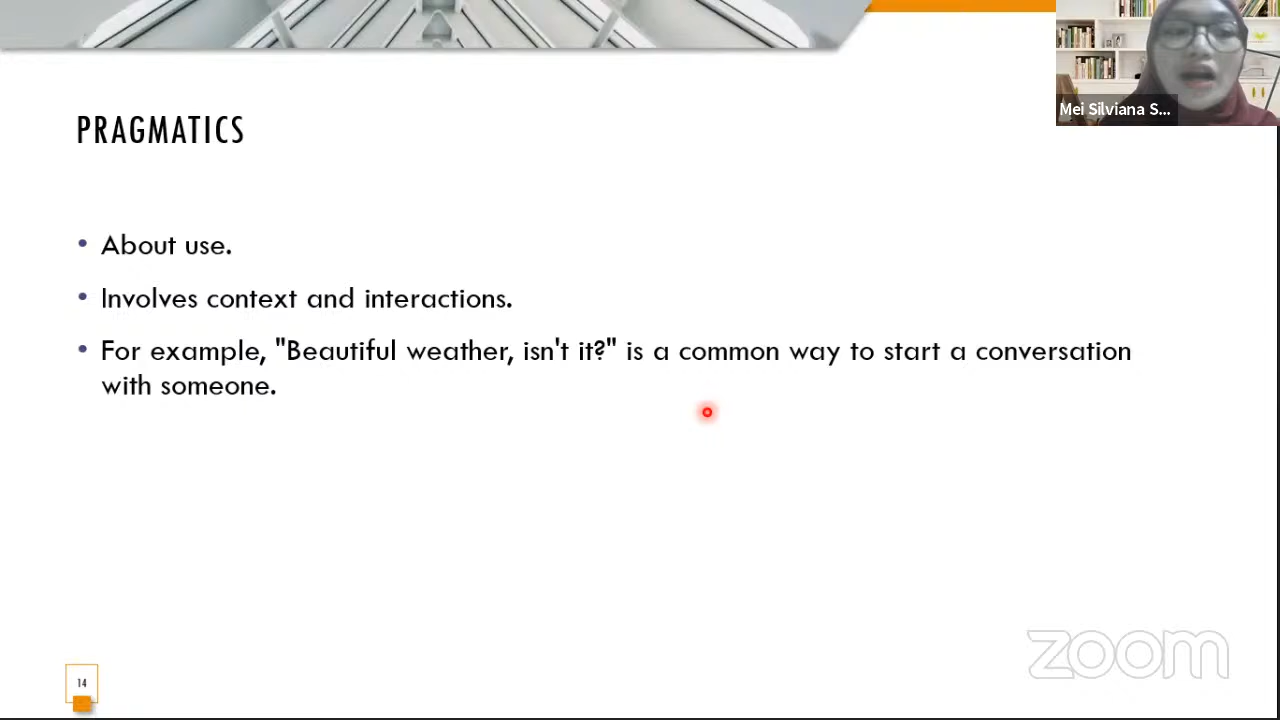 Mei Silviana S...
PRAGMATICS
• About use.
• Involves context and interactions.
• For example, "Beautiful weather, isn't it?" is a common way to start a conversation
with someone.
zoom
14